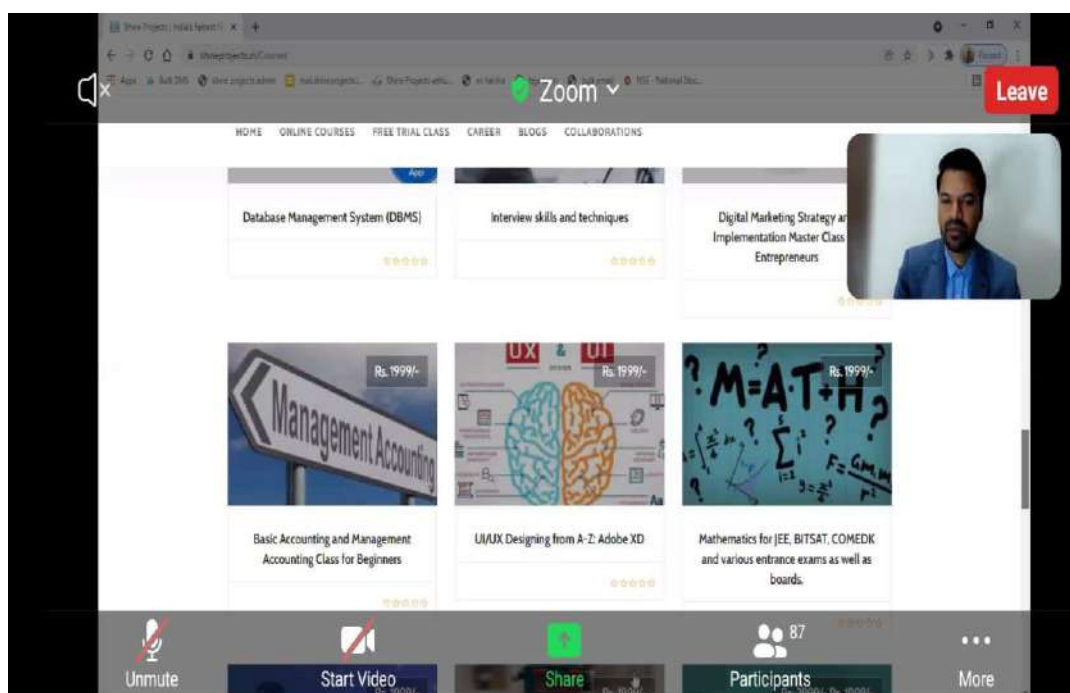 Zoom
Leave
HOME ONLINE COURSES FREE TRIAL CLASS CAREER BLOGS COLLABORATIONS
App
Database Management System (DBMS)
Interview skills and techniques
Digital Marketing Strategy
Implementation Master Class
Entrepreneurs
Rs. 1999/-
Management Accounting
Basic Accounting and Management
Accounting Class for Beginners
UX & UI
DESIGN
Rs. 1999/-
Aa
UI/UX Designing from A-Z: Adobe XD
M=A·T+H
Rs. 1999/-
Mathematics for JEE, BITSAT, COMEDK
and various entrance exams as well as
boards.
Unmute
Start Video
Share
87
Participants
More